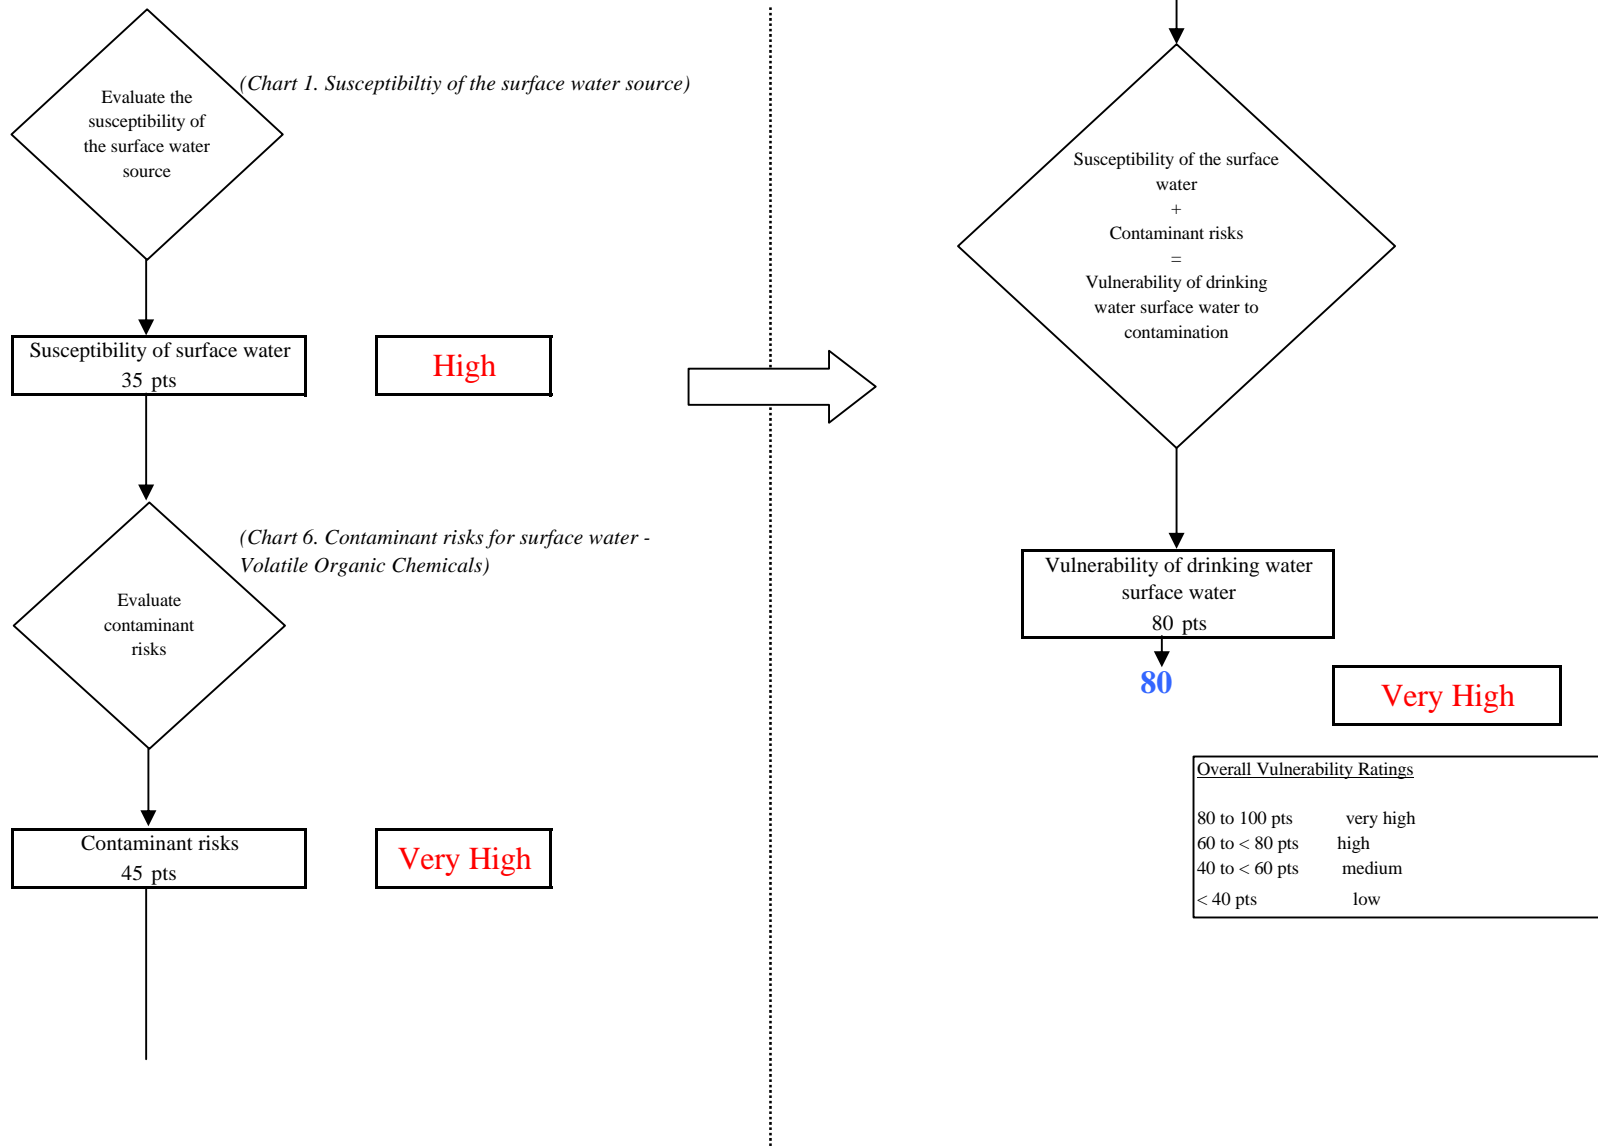 Evaluate the
susceptibility of
the surface water
source
(Chart 1. Susceptibiltiy of the surface water source)
Susceptibility of surface water
35 pts
High
(Chart 6. Contaminant risks for surface water -
Volatile Organic Chemicals)
Evaluate
contaminant
risks
Contaminant risks
45 pts
Very High
Susceptibility of the surface
water
+
Contaminant risks
=
Vulnerability of drinking
water surface water to
contamination
Vulnerability of drinking water
surface water
80 pts
80
Very High
Overall Vulnerability Ratings
80 to 100 pts very high
60 to < 80 pts high
40 to < 60 pts medium
< 40 pts low